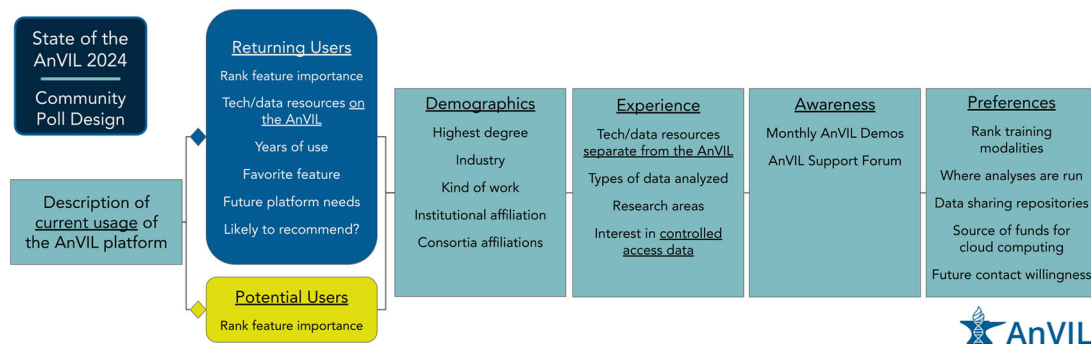 State of the
AnVIL 2024
Community
Poll Design
Description of
current usage of
the AnVIL platform
Returning Users
Rank feature importance
Tech/data resources on
the AnVIL
Years of use
Favorite feature
Future platform needs
Likely to recommend?
Potential Users
Rank feature importance
Demographics
Highest degree
Industry
Kind of work
Institutional affiliation
Consortia affiliations
Experience
Tech/data resources
separate from the AnVIL
Types of data analyzed
Research areas
Interest in controlled
access data
Awareness
Monthly AnVIL Demos
AnVIL Support Forum
Preferences
Rank training
modalities
Where analyses are run
Data sharing repositories
Source of funds for
cloud computing
Future contact willingness
AnVIL